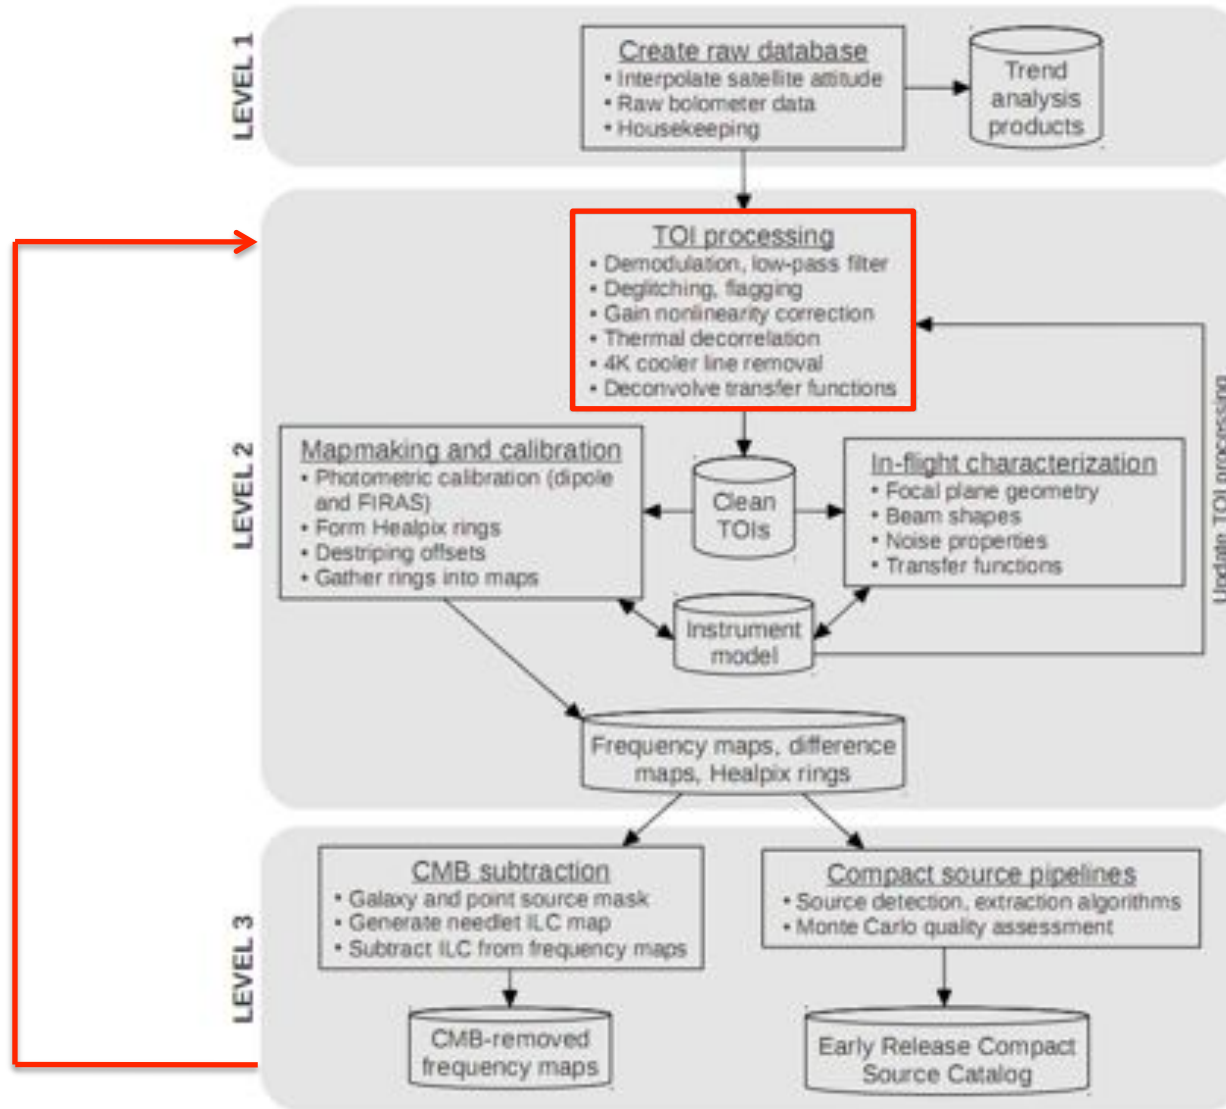 LEVEL 1
Create raw database
• Interpolate satellite attitude
• Raw bolometer data
• Housekeeping
Trend
analysis
products
LEVEL 2
TOI processing
• Demodulation, low-pass filter
• Deglitching, flagging
• Gain nonlinearity correction
• Thermal decorrelation
• 4K cooler line removal
• Deconvolve transfer functions
Update TOI processing
Mapmaking and calibration
• Photometric calibration (dipole
and FIRAS)
• Form Healpix rings
• Destriping offsets
• Gather rings into maps
Clean
TOIs
In-flight characterization
• Focal plane geometry
• Beam shapes
• Noise properties
• Transfer functions
Instrument
model
Frequency maps, difference
maps, Healpix rings
LEVEL 3
CMB subtraction
• Galaxy and point source mask
• Generate needlet ILC map
• Subtract ILC from frequency maps
Compact source pipelines
• Source detection, extraction algorithms
• Monte Carlo quality assessment
CMB-removed
frequency maps
Early Release Compact
Source Catalog